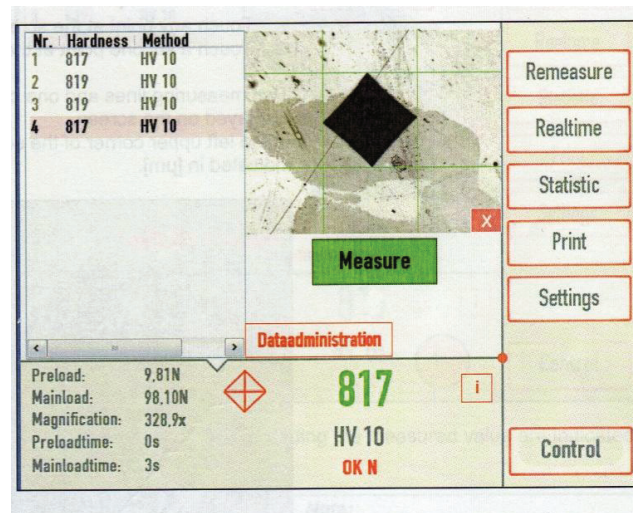 Nr. Hardness Method
1 817 HV 10
2 819 HV 10
3 819 HV 10
4 817 HV 10
X
Measure
Dataadministration
Remeasure
Realtime
Statistic
Print
Settings
Control
Preload: 9,81N
Mainload: 98,10N
Magnification: 328,9x
Preloadtime: 0s
Mainloadtime: 3s
817
HV 10
OK N
i